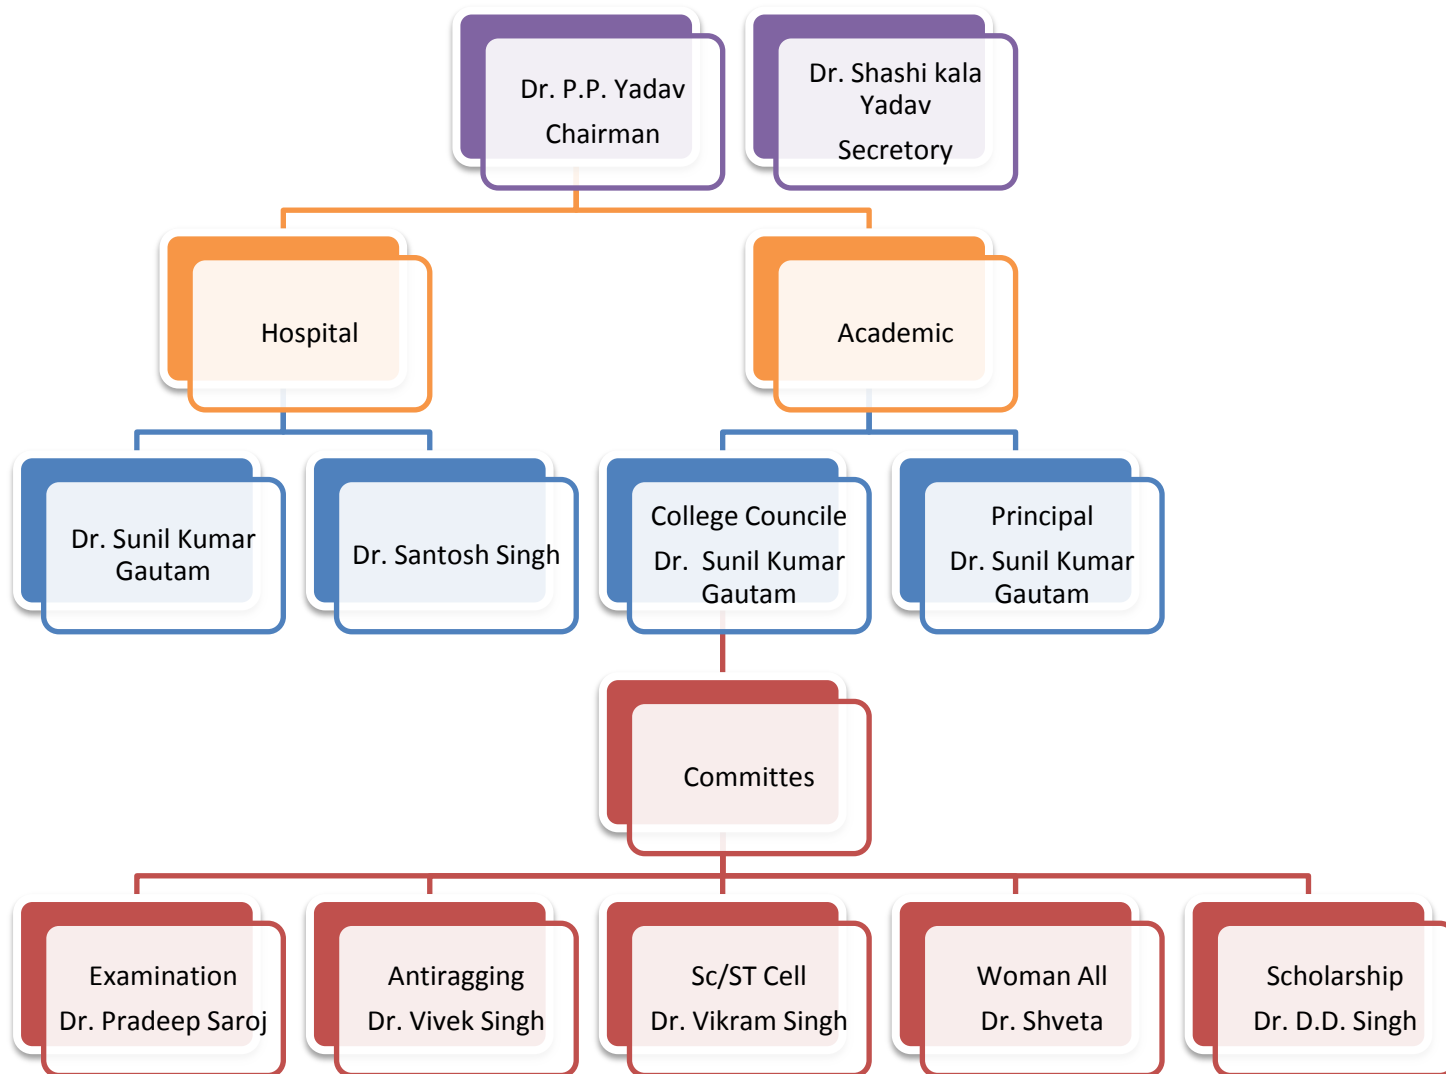 Dr. P.P. Yadav
Chairman
Dr. Shashi kala
Yadav
Secretory
Hospital
Academic
Dr. Sunil Kumar
Gautam
Dr. Santosh Singh
College Councile
Dr. Sunil Kumar
Gautam
Principal
Dr. Sunil Kumar
Gautam
Committes
Examination
Dr. Pradeep Saroj
Antiragging
Dr. Vivek Singh
Sc/ST Cell
Dr. Vikram Singh
Woman All
Dr. Shveta
Scholarship
Dr. D.D. Singh